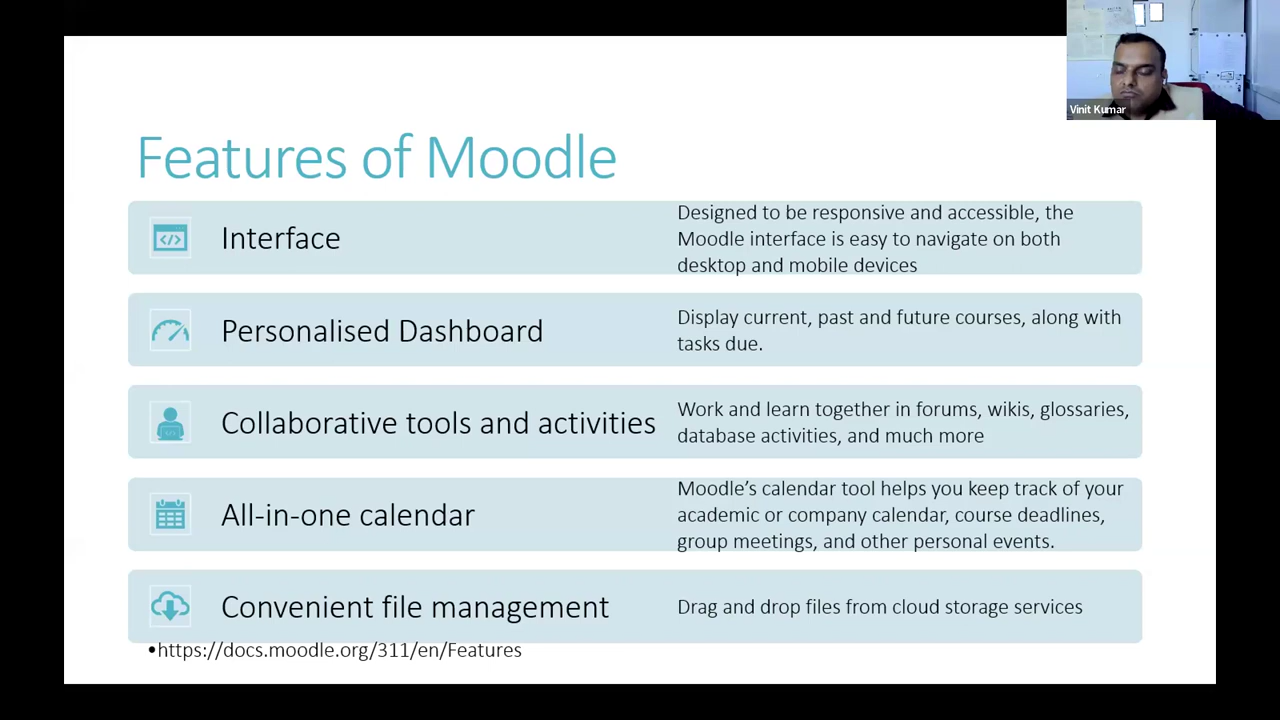 Vinit Kumar
Features of Moodle
Interface
Designed to be responsive and accessible, the
Moodle interface is easy to navigate on both
desktop and mobile devices
Personalised Dashboard
Display current, past and future courses, along with
tasks due.
Collaborative tools and activities
Work and learn together in forums, wikis, glossaries,
database activities, and much more
All-in-one calendar
Moodle’s calendar tool helps you keep track of your
academic or company calendar, course deadlines,
group meetings, and other personal events.
Convenient file management
Drag and drop files from cloud storage services
•https://docs.moodle.org/311/en/Features